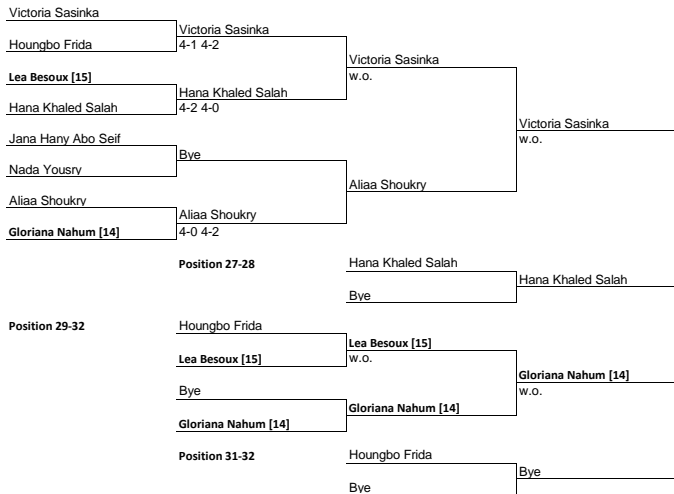 Victoria Sasinka
Victoria Sasinka
Houngbo Frida
4-1 4-2
Victoria Sasinka
Lea Besoux [15]
w.o.
Hana Khaled Salah
Hana Khaled Salah
4-2 4-0
Victoria Sasinka
Jana Hany Abo Seif
w.o.
Bye
Nada Yousry
Aliaa Shoukry
Aliaa Shoukry
Aliaa Shoukry
Gloriana Nahum [14]
4-0 4-2
Position 27-28
Hana Khaled Salah
Hana Khaled Salah
Bye
Position 29-32
Houngbo Frida
Lea Besoux [15]
Lea Besoux [15]
w.o.
Gloriana Nahum [14]
Bye
w.o.
Gloriana Nahum [14]
Gloriana Nahum [14]
Position 31-32
Houngbo Frida
Bye
Bye